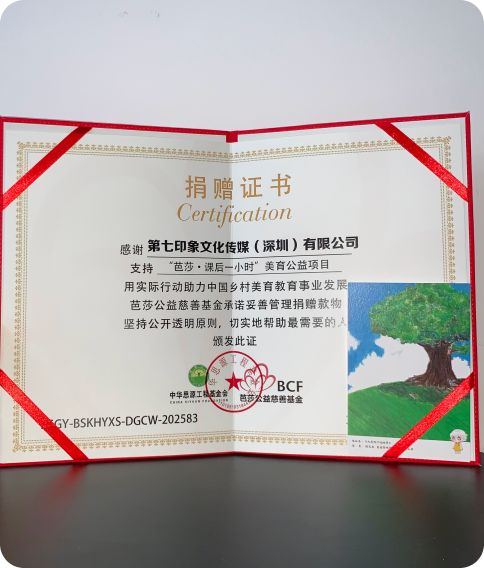 捐赠证书
Certification
感谢 第七印象文化传媒（深圳）有限公司
支持 “芭莎·课后一小时”美育公益项目
用实际行动助力中国乡村美育教育事业发展
芭莎公益慈善基金承诺妥善管理捐赠款物
坚持公开透明原则，切实地帮助最需要的人
颁发此证
中华思源工程基金会
CHINA SIYUAN FOUNDATION
BCF
芭莎公益慈善基金
GY-BSKHYXS-DGCW-202583